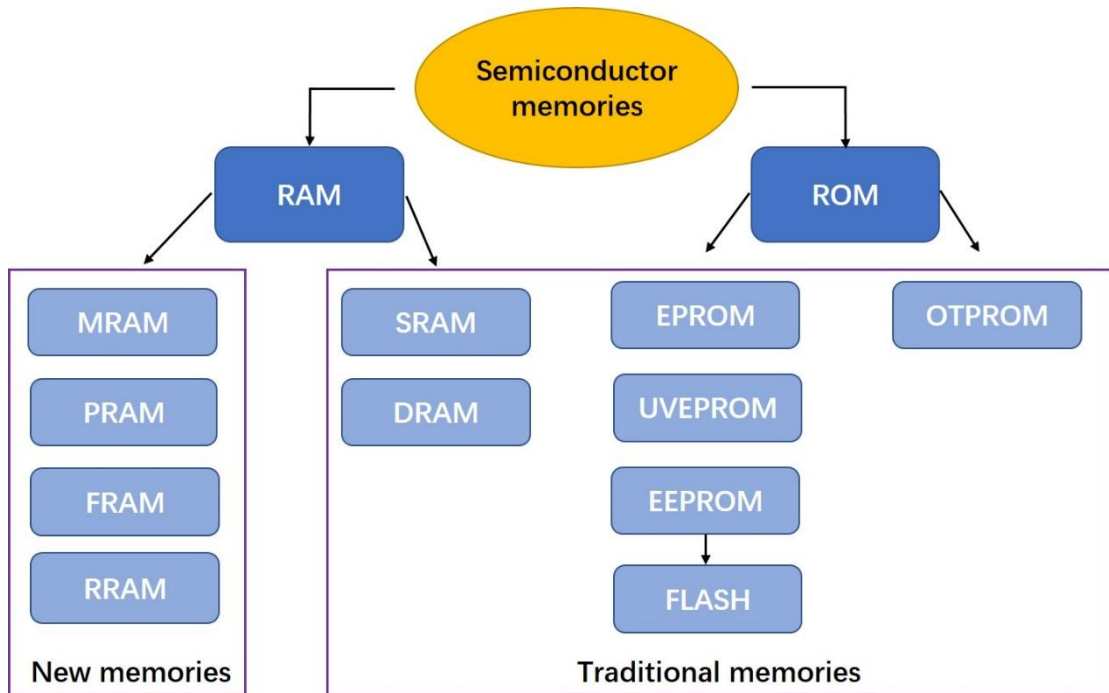 Semiconductor
memories
RAM
ROM
MRAM
PRAM
FRAM
RRAM
New memories
SRAM
DRAM
EPROM
UVEPROM
EEPROM
FLASH
OTPROM
Traditional memories